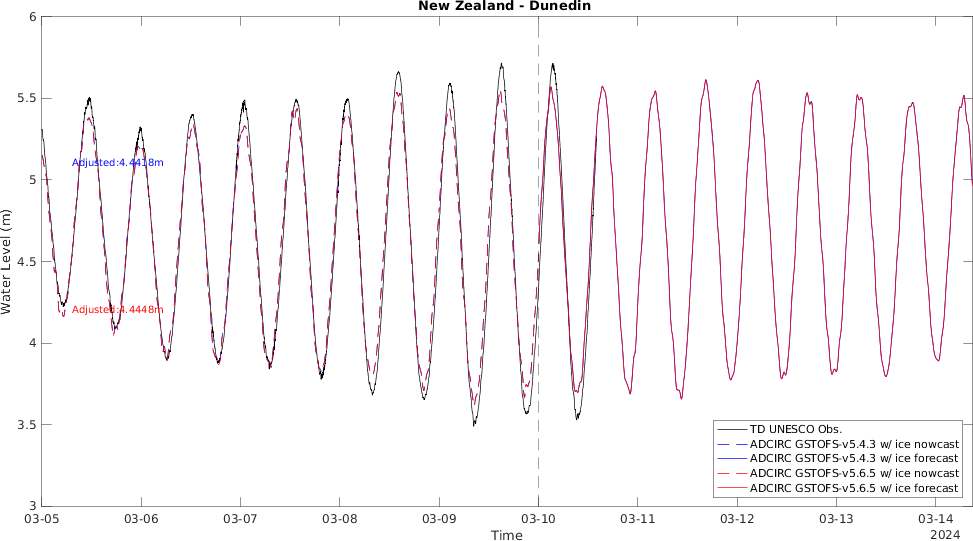 New Zealand - Dunedin
Water Level (m)
6
5.5
5
4.5
4
3.5
3
Adjusted:4.4418m
Adjusted:4.4448m
TD UNESCO Obs.
ADCIRC GSTOFS-v5.4.3 w/ ice nowcast
ADCIRC GSTOFS-v5.4.3 w/ ice forecast
ADCIRC GSTOFS-v5.6.5 w/ ice nowcast
ADCIRC GSTOFS-v5.6.5 w/ ice forecast
03-05 03-06 03-07 03-08 03-09 03-10 03-11 03-12 03-13 03-14
Time
2024